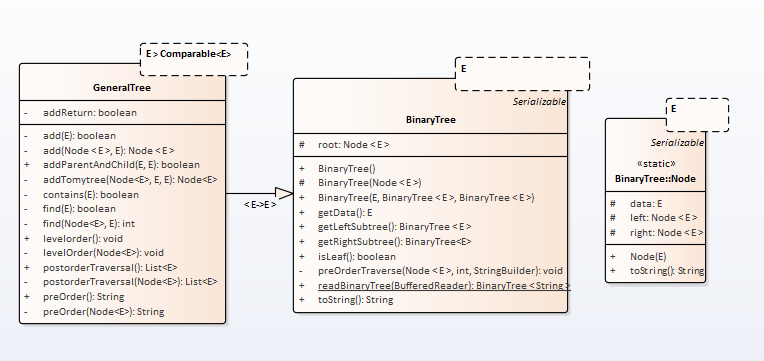 E > Comparable<E>
GeneralTree
- addReturn: boolean
- add(E): boolean
- add(Node<E>, E): Node<E>
+ addParentAndChild(E, E): boolean
- addTomytree(Node<E>, E, E): Node<E>
- contains(E): boolean
- find(E): boolean
- find(Node<E>, E): int
+ levelorder(): void
- levelOrder(Node<E>): void
+ postorderTraversal(): List<E>
- postorderTraversal(Node<E>): List<E>
+ preOrder(): String
- preOrder(Node<E>): String
< E->E >
E
Serializable
BinaryTree
# root: Node<E>
+ BinaryTree()
# BinaryTree(Node<E>)
+ BinaryTree(E, BinaryTree<E>, BinaryTree<E>)
+ getData(): E
+ getLeftSubtree(): BinaryTree<E>
+ getRightSubtree(): BinaryTree<E>
+ isLeaf(): boolean
- preOrderTraverse(Node<E>, int, StringBuilder): void
+ readBinaryTree(BufferedReader): BinaryTree<String>
+ toString(): String
E
Serializable
«static»
BinaryTree::Node
# data: E
# left: Node<E>
# right: Node<E>
+ Node(E)
+ toString(): String